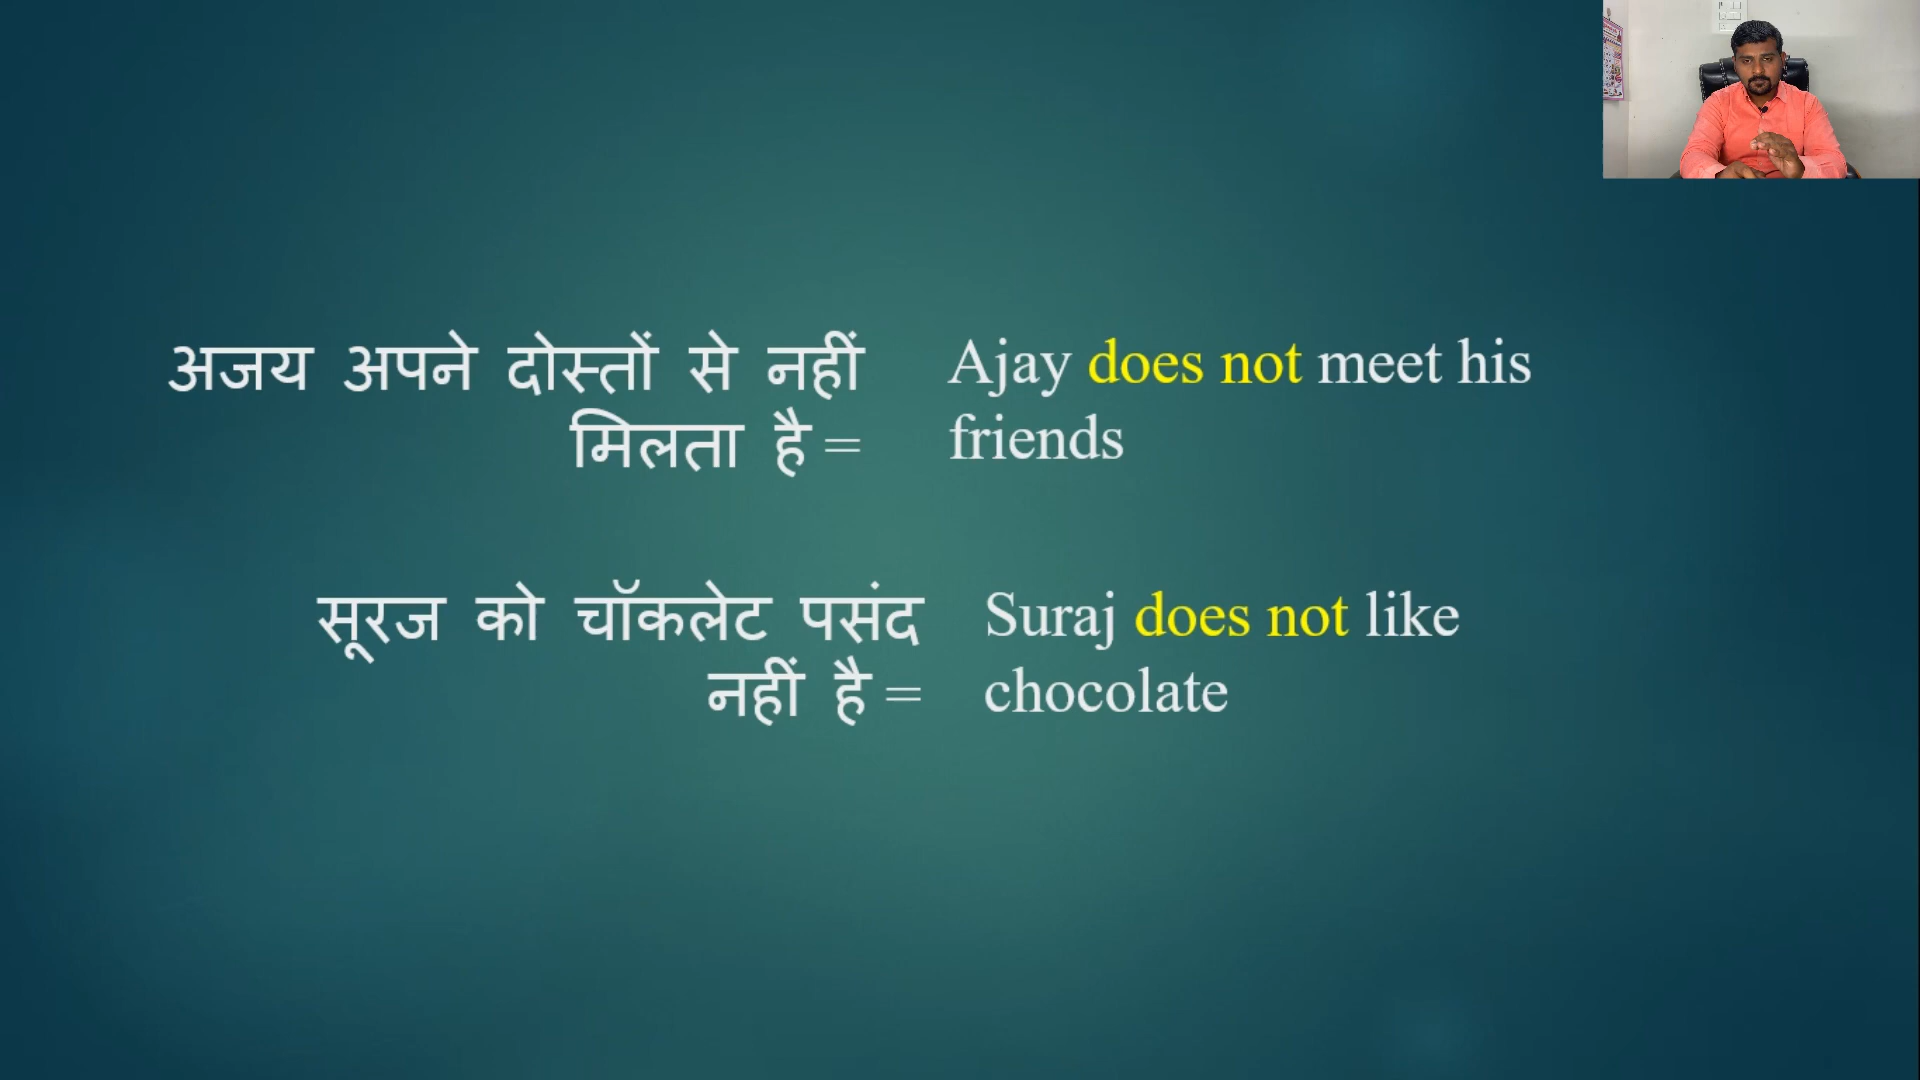 अजय अपने दोस्तों से नहीं
मिलता है =
Ajay does not meet his
friends
सूरज को चॉकलेट पसंद
नहीं है =
Suraj does not like
chocolate